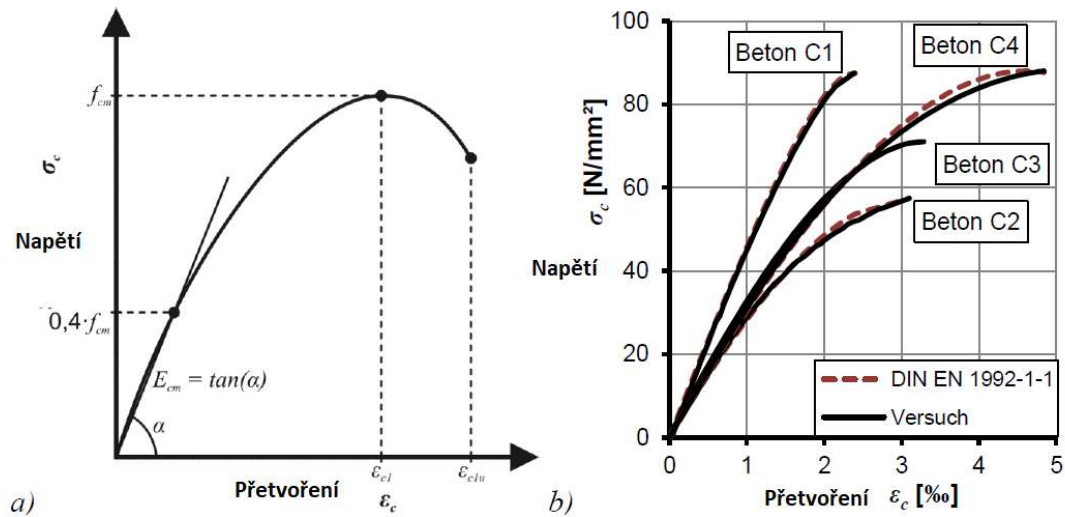 f_cm
σ_c
Napětí
0,4·f_cm
E_cm = tan(α)
α
ε_c1
ε_c1u
Přetvoření
ε_c
a)
100
80
60
40
20
0
σ_c [N/mm²]
Napětí
Beton C1
Beton C4
Beton C3
Beton C2
DIN EN 1992-1-1
Versuch
0 1 2 3 4 5
b) Přetvoření ε_c [‰]